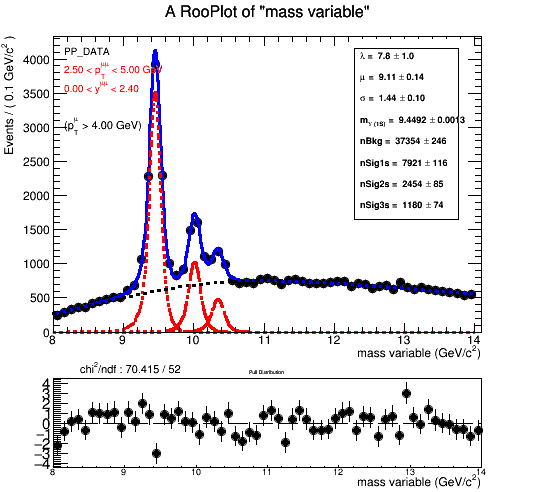 A RooPlot of "mass variable"
Events / ( 0.1 GeV/c² )
PP_DATA
2.50 < p_T^μμ < 5.00 GeV
0.00 < y^μμ < 2.40
(p_T^μ > 4.00 GeV)
λ = 7.8 ± 1.0
μ = 9.11 ± 0.14
σ = 1.44 ± 0.10
m_ϒ(1S) = 9.4492 ± 0.0013
nBkg = 37354 ± 246
nSig1s = 7921 ± 116
nSig2s = 2454 ± 85
nSig3s = 1180 ± 74
4000
3500
3000
2500
2000
1500
1000
500
0
8 9 10 11 12 13 14
mass variable (GeV/c²)
chi²/ndf : 70.415 / 52
Pull Distribution
4
3
2
1
0
−1
−2
−3
−4
8 9 10 11 12 13 14
mass variable (GeV/c²)